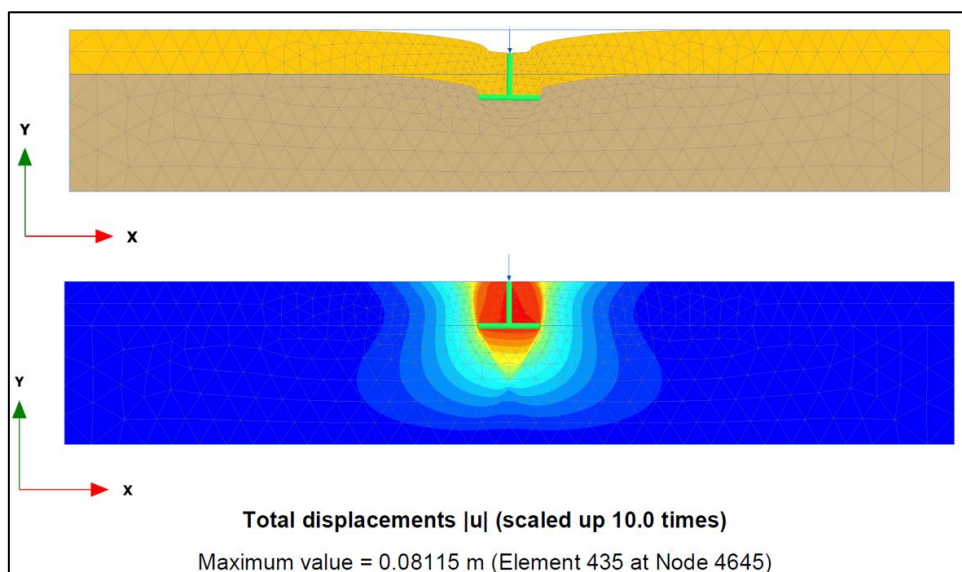 Y
X
Y
X
Total displacements |u| (scaled up 10.0 times)
Maximum value = 0.08115 m (Element 435 at Node 4645)